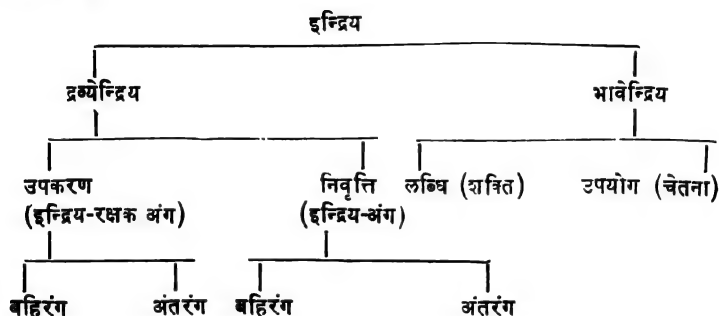 इन्द्रिय
द्रव्येन्द्रिय भावेन्द्रिय
उपकरण निवृत्ति लब्धि (शक्ति) उपयोग (चेतना)
(इन्द्रिय-रक्षक अंग) (इन्द्रिय-अंग)
बहिरंग अंतरंग बहिरंग अंतरंग